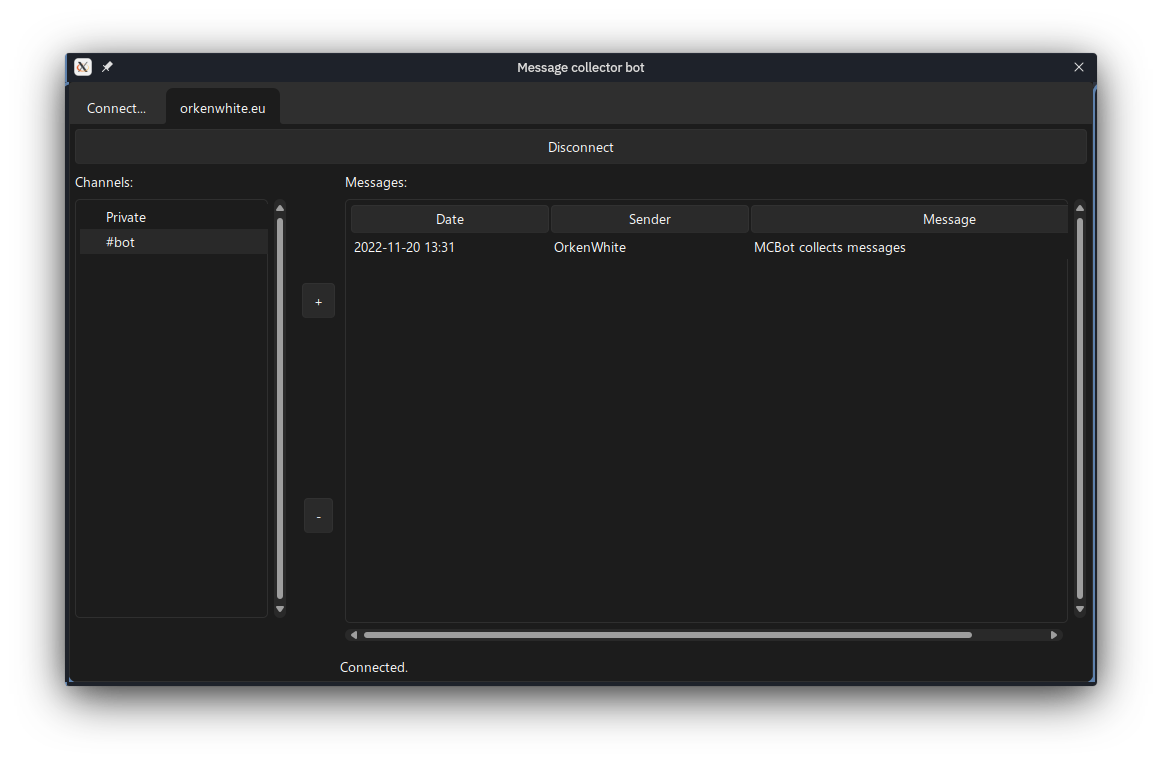 Message collector bot
Connect... orkenwhite.eu
Disconnect
Channels: Messages:
Private
#bot
+
-
Date Sender Message
2022-11-20 13:31 OrkenWhite MCBot collects messages
Connected.